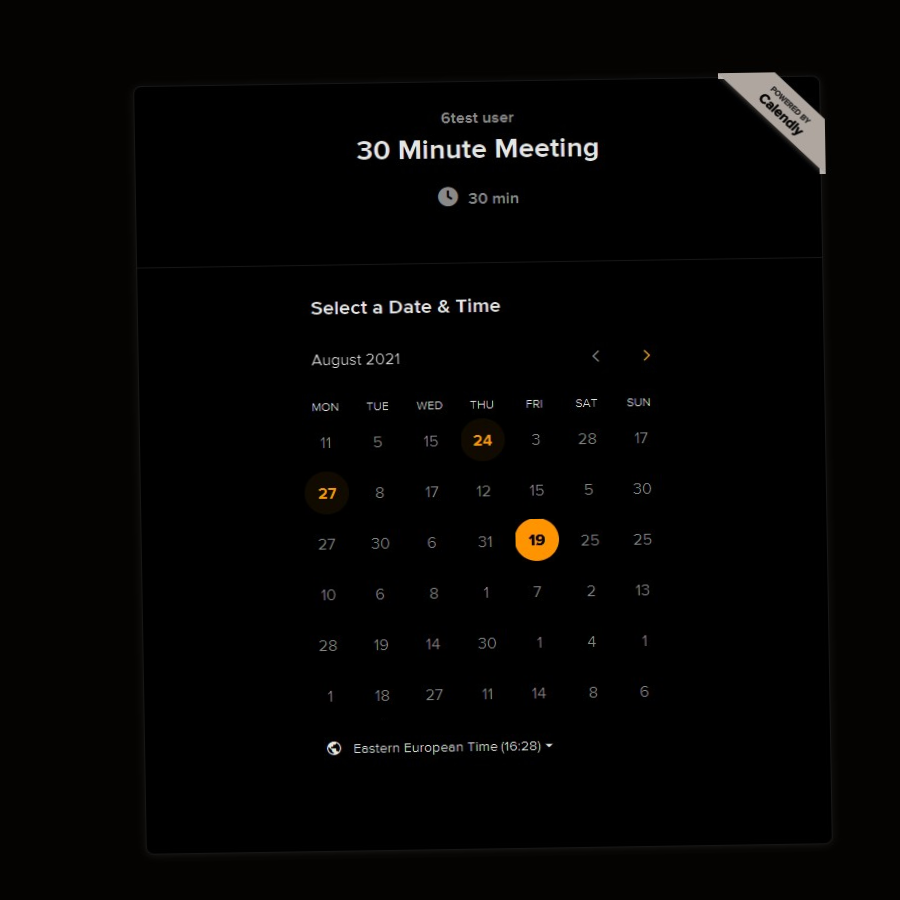 POWERED BY
Calendly
6test user
30 Minute Meeting
30 min
Select a Date & Time
August 2021
MON TUE WED THU FRI SAT SUN
11 5 15 24 3 28 17
27 8 17 12 15 5 30
27 30 6 31 19 25 25
10 6 8 1 7 2 13
28 19 14 30 1 4 1
1 18 27 11 14 8 6
Eastern European Time (16:28)